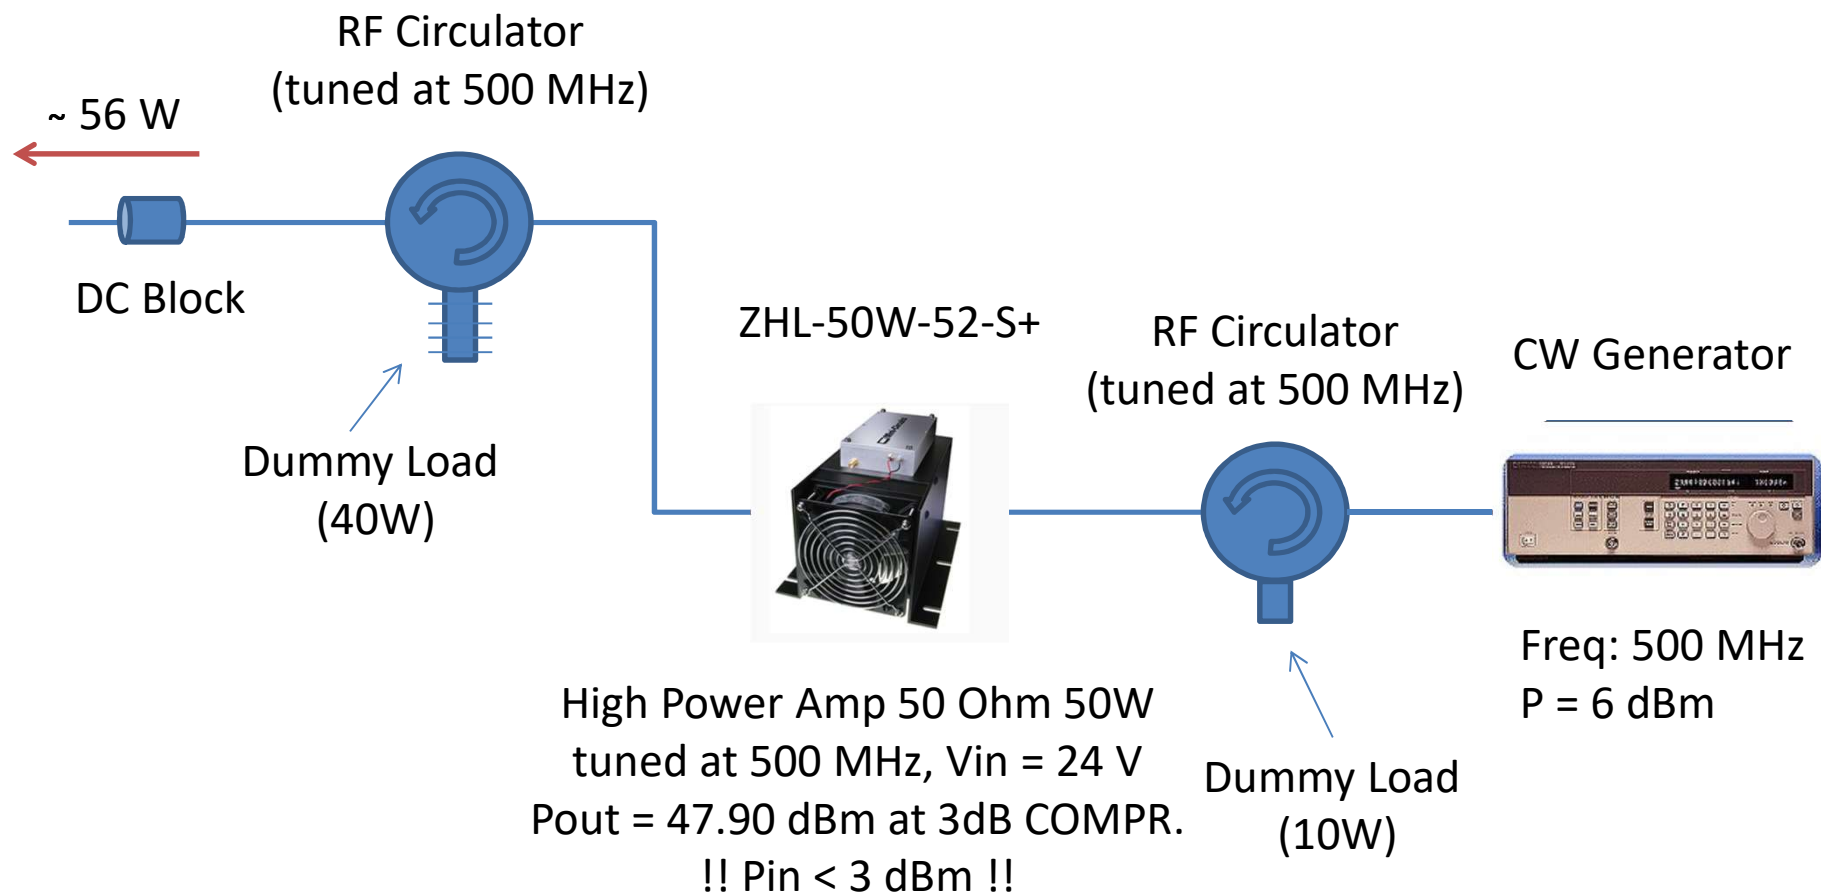 RF Circulator
(tuned at 500 MHz)
~ 56 W
DC Block
Dummy Load
(40W)
ZHL-50W-52-S+
High Power Amp 50 Ohm 50W
tuned at 500 MHz, Vin = 24 V
Pout = 47.90 dBm at 3dB COMPR.
!! Pin < 3 dBm !!
RF Circulator
(tuned at 500 MHz)
Dummy Load
(10W)
CW Generator
Freq: 500 MHz
P = 6 dBm